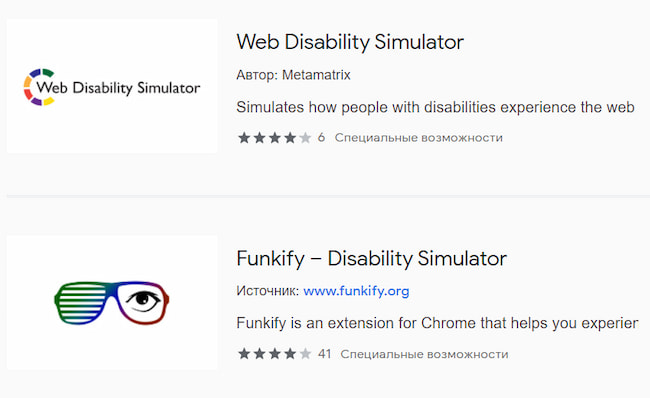 Web Disability Simulator
Web Disability Simulator
Автор: Metamatrix
Simulates how people with disabilities experience the web
6 Специальные возможности
Funkify – Disability Simulator
Источник: www.funkify.org
Funkify is an extension for Chrome that helps you experier
41 Специальные возможности